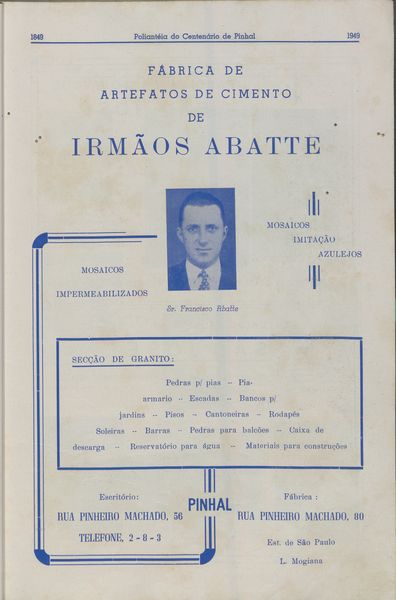 1849 Poliantéia do Centenário de Pinhal 1949
FÁBRICA DE
ARTEFATOS DE CIMENTO
DE
IRMÃOS ABATTE
MOSAICOS
IMITAÇÃO
AZULEJOS
MOSAICOS
IMPERMEABILIZADOS
Sr. Francisco Abatte
SECÇÃO DE GRANITO:
Pedras p/ pias -- Pia-
armario -- Escadas -- Bancos p/
jardins -- Pisos -- Cantoneiras -- Rodapés
Soleiras -- Barras -- Pedras para balcões -- Caixa de
descarga -- Reservatório para água -- Materiais para construções
Escritório:
RUA PINHEIRO MACHADO, 56
TELEFONE, 2-8-3
PINHAL
Fábrica :
RUA PINHEIRO MACHADO, 80
Est. de São Paulo
L. Mogiana